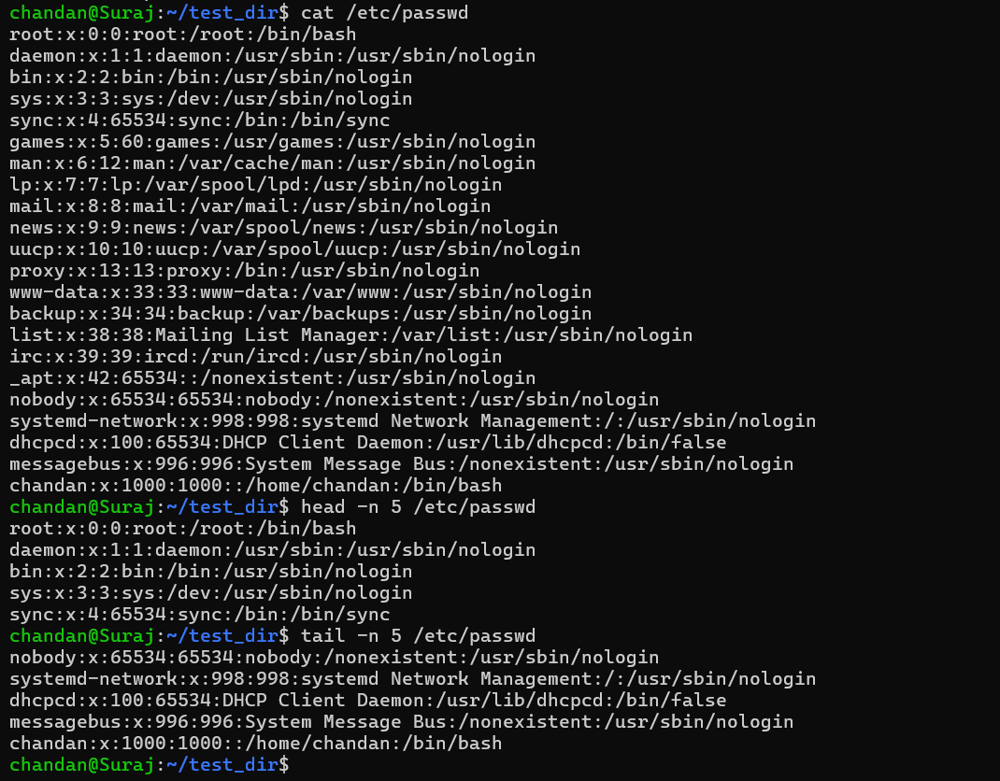 chandan@Suraj:~/test_dir$ cat /etc/passwd
root:x:0:0:root:/root:/bin/bash
daemon:x:1:1:daemon:/usr/sbin:/usr/sbin/nologin
bin:x:2:2:bin:/bin:/usr/sbin/nologin
sys:x:3:3:sys:/dev:/usr/sbin/nologin
sync:x:4:65534:sync:/bin:/bin/sync
games:x:5:60:games:/usr/games:/usr/sbin/nologin
man:x:6:12:man:/var/cache/man:/usr/sbin/nologin
lp:x:7:7:lp:/var/spool/lpd:/usr/sbin/nologin
mail:x:8:8:mail:/var/mail:/usr/sbin/nologin
news:x:9:9:news:/var/spool/news:/usr/sbin/nologin
uucp:x:10:10:uucp:/var/spool/uucp:/usr/sbin/nologin
proxy:x:13:13:proxy:/bin:/usr/sbin/nologin
www-data:x:33:33:www-data:/var/www:/usr/sbin/nologin
backup:x:34:34:backup:/var/backups:/usr/sbin/nologin
list:x:38:38:Mailing List Manager:/var/list:/usr/sbin/nologin
irc:x:39:39:ircd:/run/ircd:/usr/sbin/nologin
_apt:x:42:65534::/nonexistent:/usr/sbin/nologin
nobody:x:65534:65534:nobody:/nonexistent:/usr/sbin/nologin
systemd-network:x:998:998:systemd Network Management:/:/usr/sbin/nologin
dhcpcd:x:100:65534:DHCP Client Daemon:/usr/lib/dhcpcd:/bin/false
messagebus:x:996:996:System Message Bus:/nonexistent:/usr/sbin/nologin
chandan:x:1000:1000::/home/chandan:/bin/bash
chandan@Suraj:~/test_dir$ head -n 5 /etc/passwd
root:x:0:0:root:/root:/bin/bash
daemon:x:1:1:daemon:/usr/sbin:/usr/sbin/nologin
bin:x:2:2:bin:/bin:/usr/sbin/nologin
sys:x:3:3:sys:/dev:/usr/sbin/nologin
sync:x:4:65534:sync:/bin:/bin/sync
chandan@Suraj:~/test_dir$ tail -n 5 /etc/passwd
nobody:x:65534:65534:nobody:/nonexistent:/usr/sbin/nologin
systemd-network:x:998:998:systemd Network Management:/:/usr/sbin/nologin
dhcpcd:x:100:65534:DHCP Client Daemon:/usr/lib/dhcpcd:/bin/false
messagebus:x:996:996:System Message Bus:/nonexistent:/usr/sbin/nologin
chandan:x:1000:1000::/home/chandan:/bin/bash
chandan@Suraj:~/test_dir$